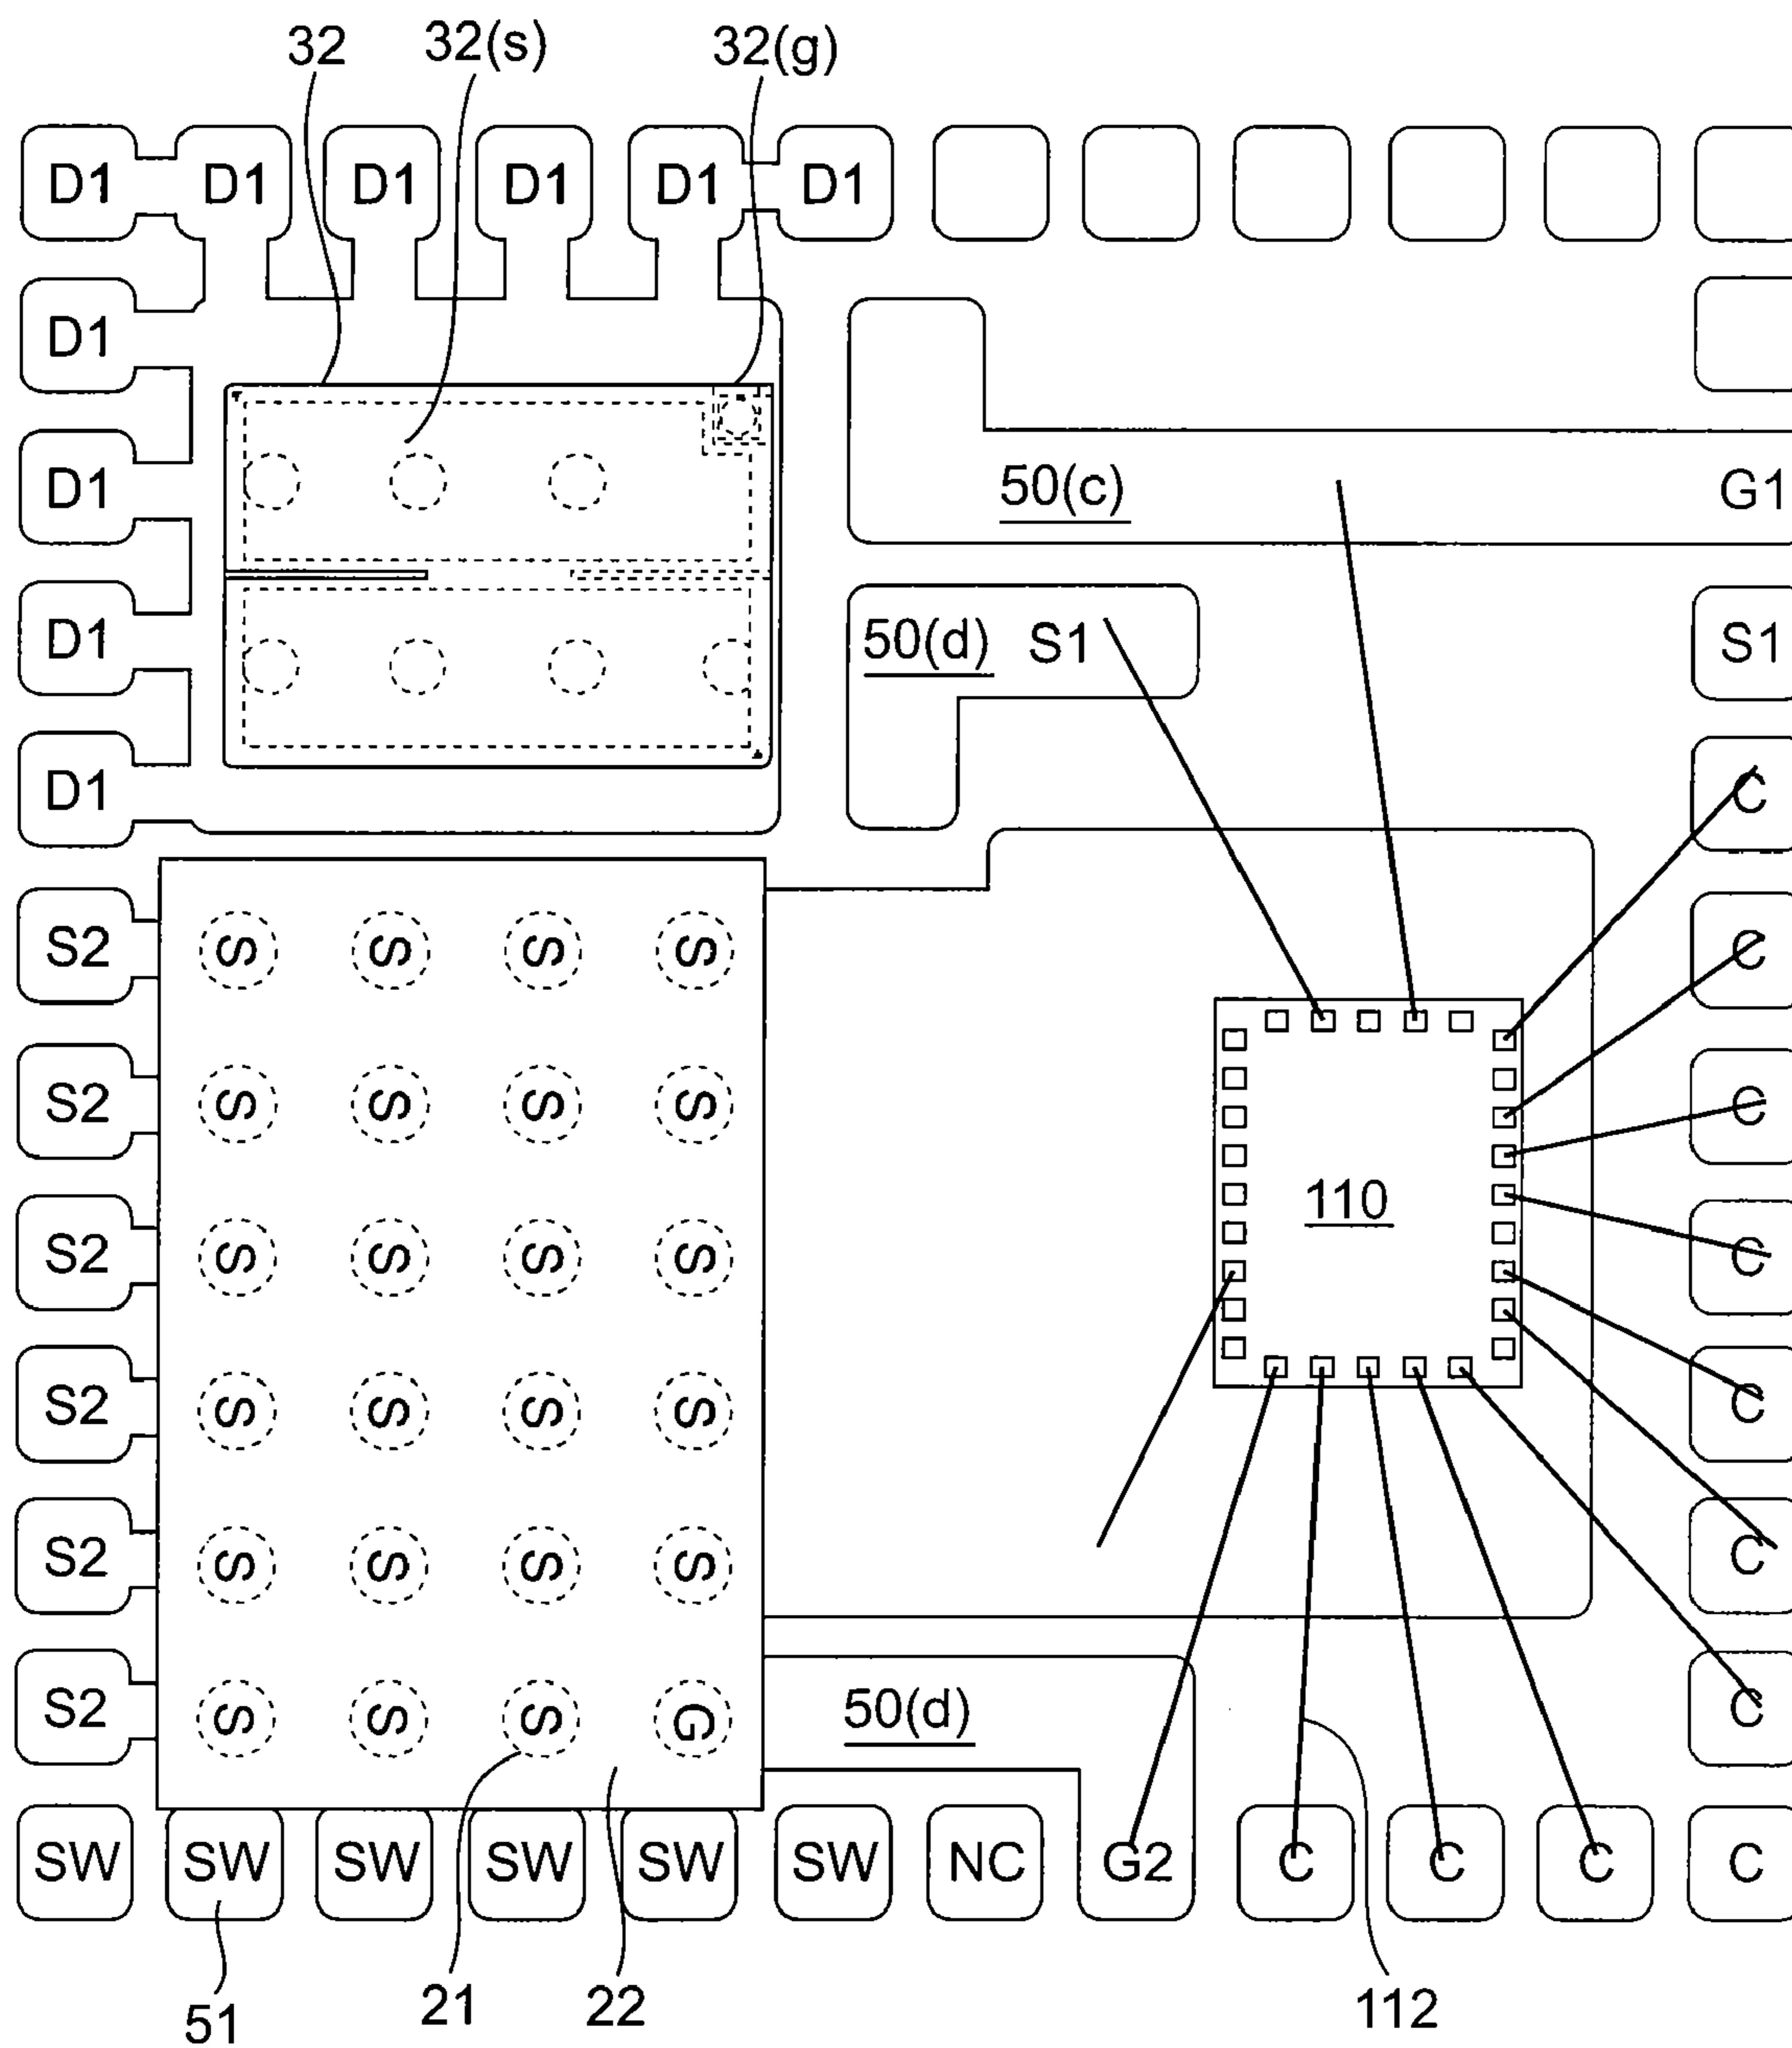 32 32(s) 32(g)
D1 D1 D1 D1 D1 D1
D1
D1 50(c) G1
D1 50(d) S1 S1
D1 C
S2 S S S S C
S2 S S S S C
110
S2 S S S S C
S2 S S S S C
S2 S S S S C
S2 S S S G 50(d) C
SW SW SW SW SW SW NC G2 C C C C
51 21 22 112